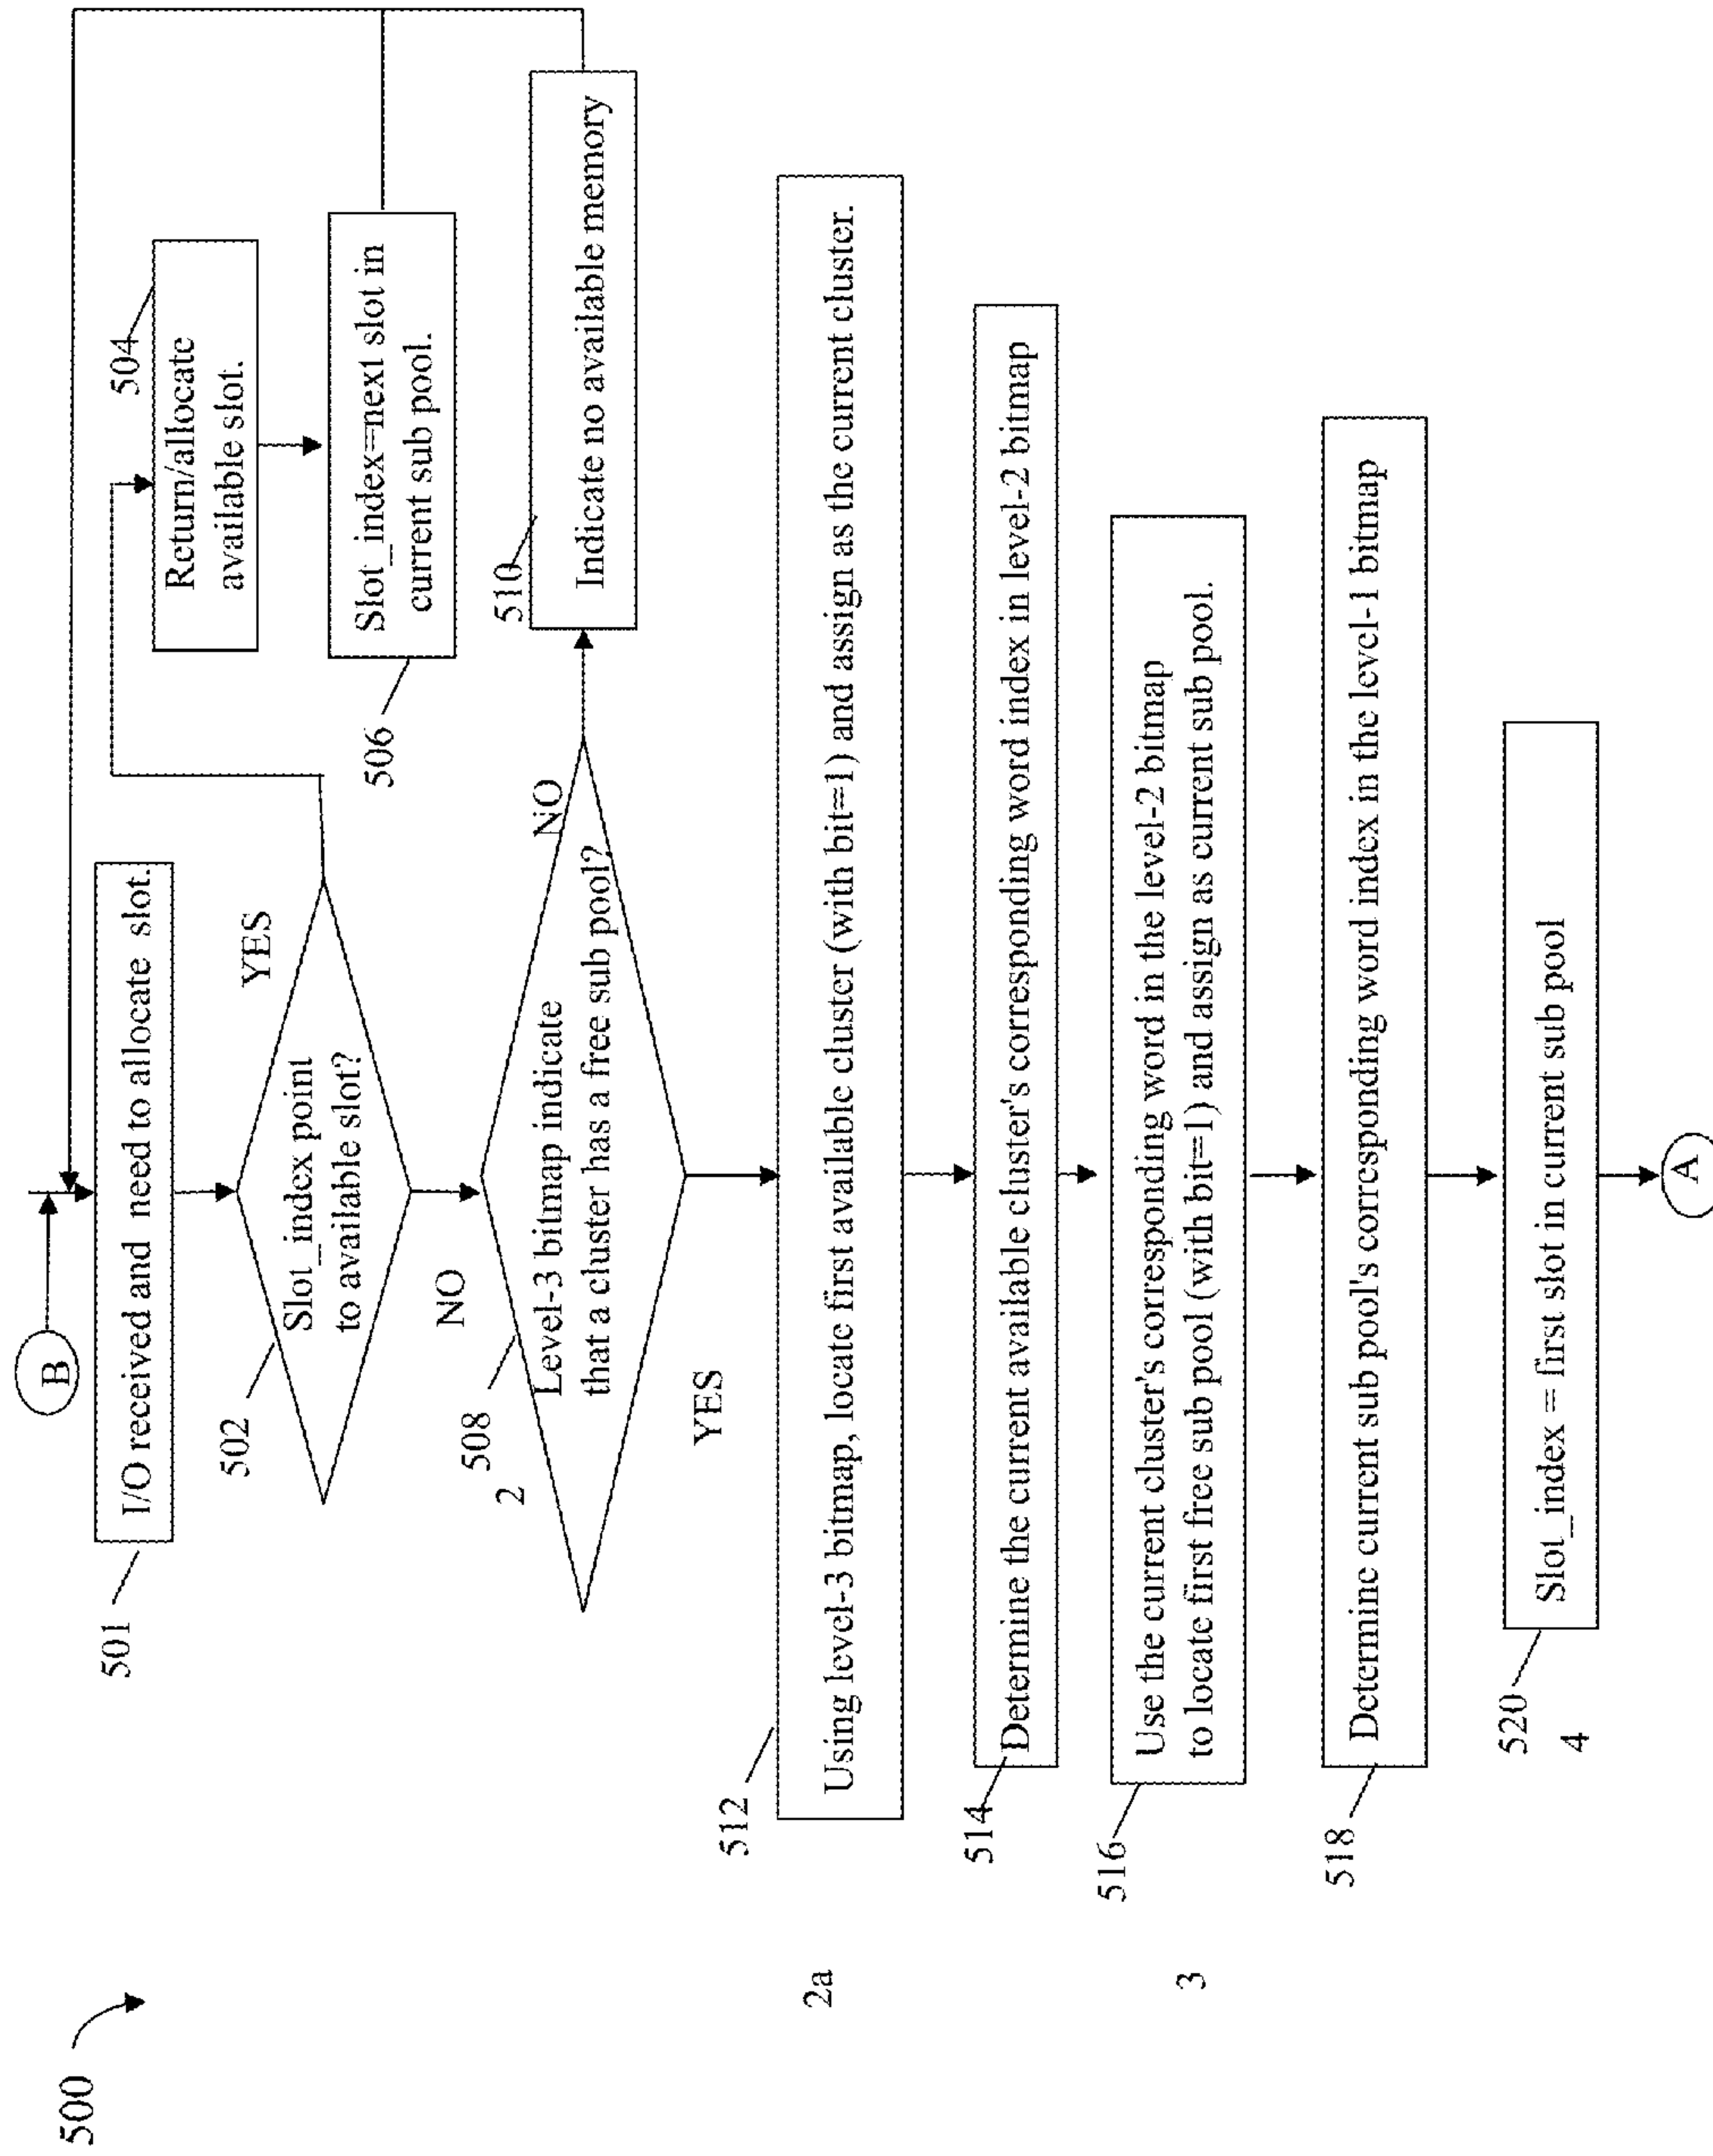 500
B
501
I/O received and need to allocate slot.
502
Slot_index point
to available slot?
YES
NO
504
Return/allocate
available slot.
506
Slot_index=next slot in
current sub pool.
508
2
Level-3 bitmap indicate
that a cluster has a free sub pool?
NO
YES
510
Indicate no available memory
512
2a
Using level-3 bitmap, locate first available cluster (with bit=1) and assign as the current cluster.
514
Determine the current available cluster's corresponding word index in level-2 bitmap
516
3
Use the current cluster's corresponding word in the level-2 bitmap
to locate first free sub pool (with bit=1) and assign as current sub pool.
518
Determine current sub pool's corresponding word index in the level-1 bitmap
520
4
Slot_index = first slot in current sub pool
A